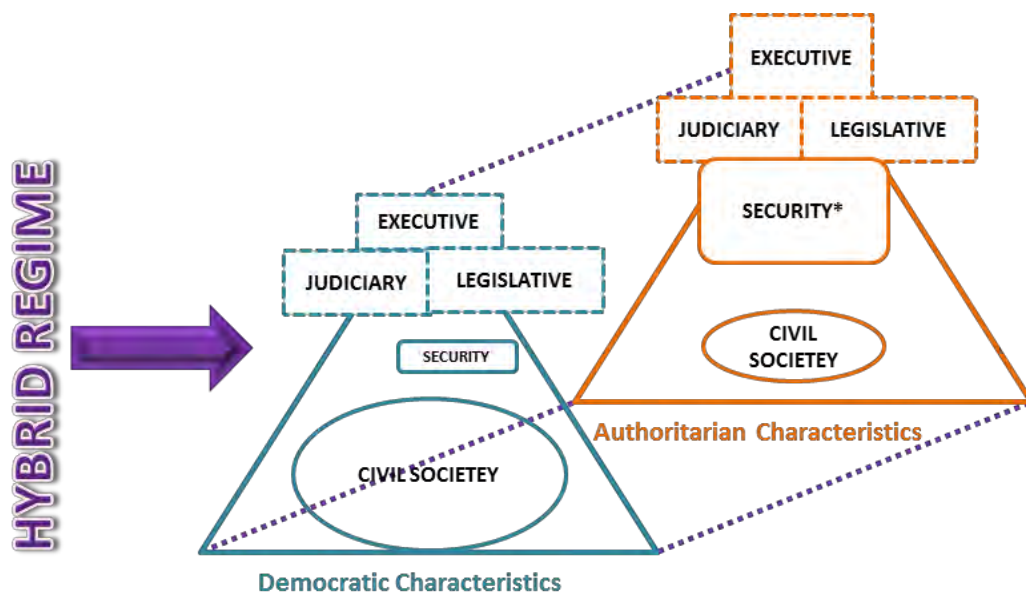 HYBRID REGIME
EXECUTIVE
JUDICIARY
LEGISLATIVE
SECURITY
CIVIL SOCIETEY
Democratic Characteristics
EXECUTIVE
JUDICIARY
LEGISLATIVE
SECURITY*
CIVIL
SOCIETEY
Authoritarian Characteristics